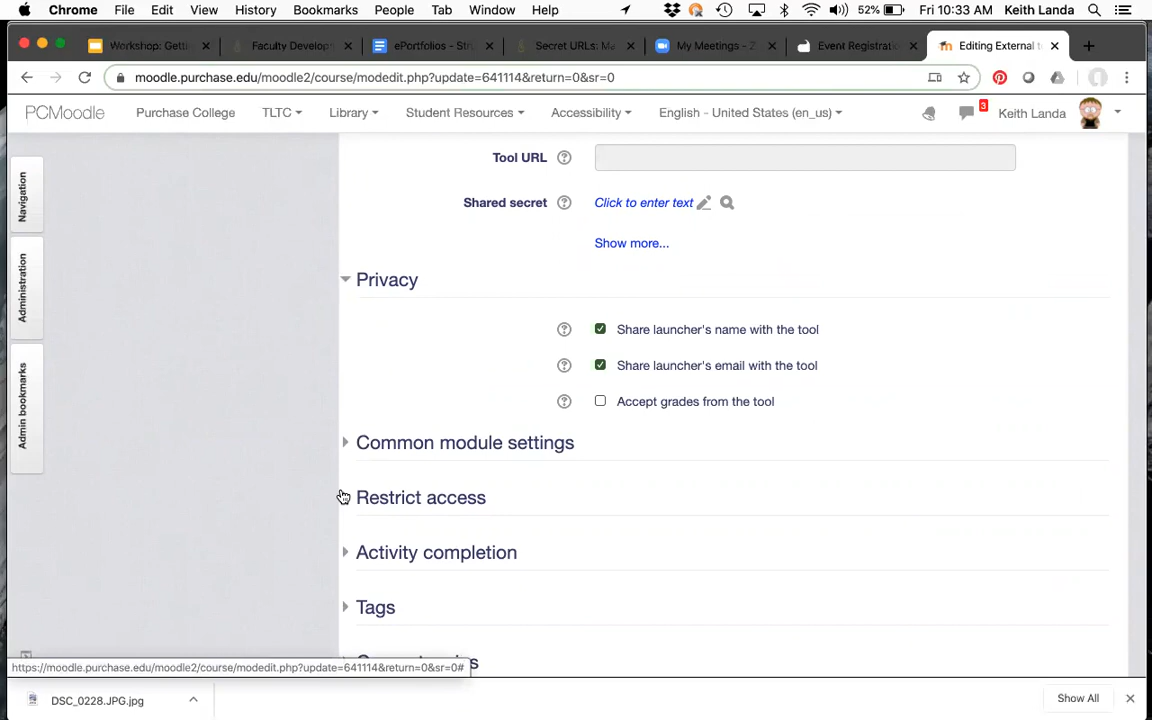 Chrome File Edit View History Bookmarks People Tab Window Help 52% Fri 10:33 AM Keith Landa
Workshop: Getti Faculty Develop ePortfolios - Str Secret URLs: Ma My Meetings - Z Event Registrati Editing External t
moodle.purchase.edu/moodle2/course/modedit.php?update=641114&return=0&sr=0
PCMoodle Purchase College TLTC Library Student Resources Accessibility English - United States (en_us) 3 Keith Landa
Navigation
Administration
Admin bookmarks
Tool URL
Shared secret Click to enter text
Show more...
Privacy
Share launcher's name with the tool
Share launcher's email with the tool
Accept grades from the tool
Common module settings
Restrict access
Activity completion
Tags
https://moodle.purchase.edu/moodle2/course/modedit.php?update=641114&return=0&sr=0#
DSC_0228.JPG.jpg Show All